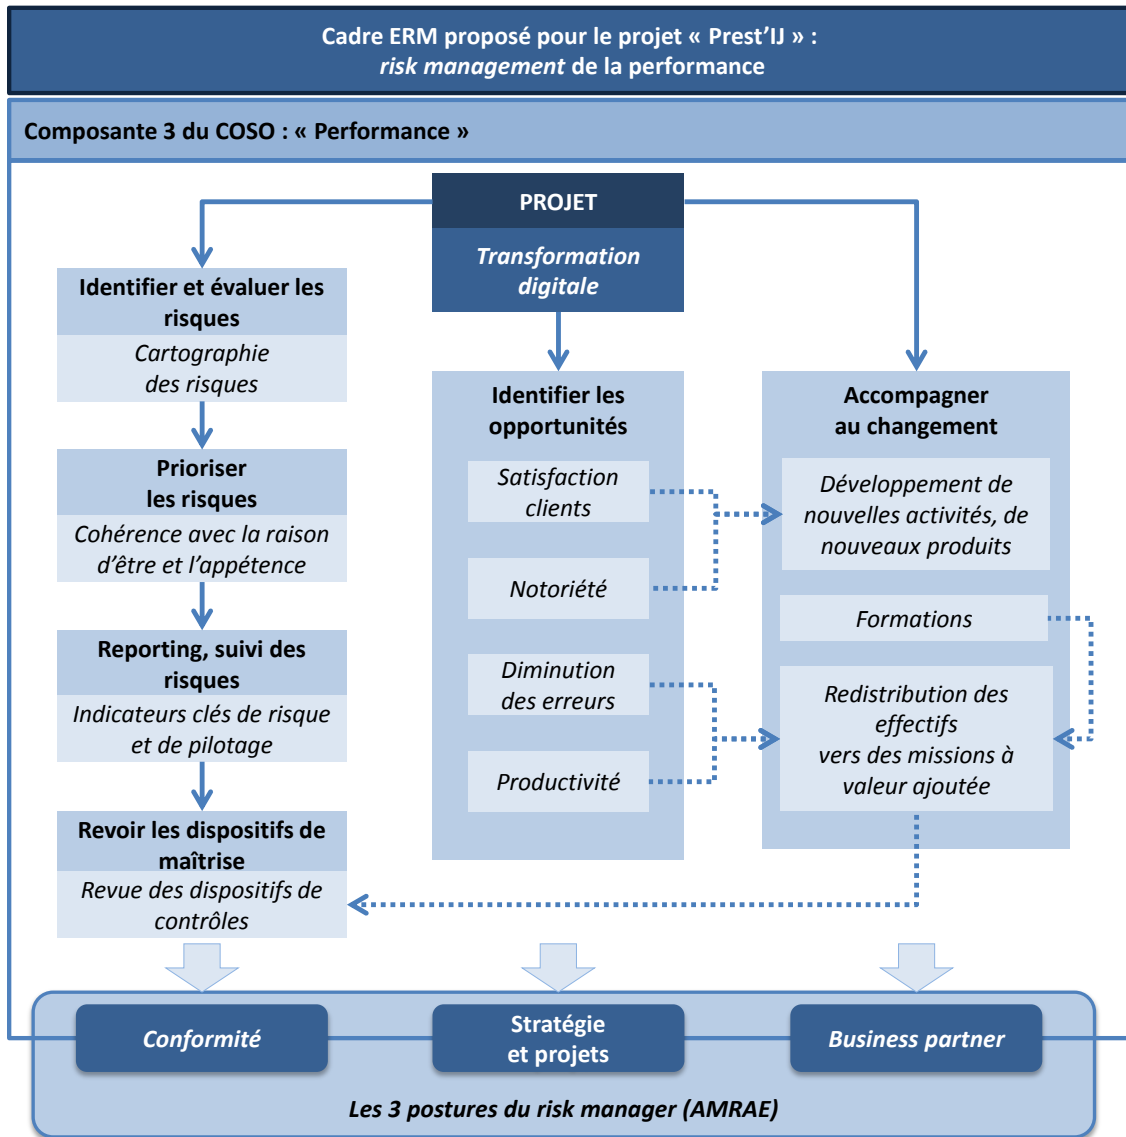 Cadre ERM proposé pour le projet « Prest’IJ » :
risk management de la performance
Composante 3 du COSO : « Performance »
PROJET
Transformation
digitale
Identifier et évaluer les
risques
Cartographie
des risques
Prioriser
les risques
Cohérence avec la raison
d’être et l’appétence
Reporting, suivi des
risques
Indicateurs clés de risque
et de pilotage
Revoir les dispositifs de
maîtrise
Revue des dispositifs de
contrôles
Identifier les
opportunités
Satisfaction
clients
Notoriété
Diminution
des erreurs
Productivité
Accompagner
au changement
Développement de
nouvelles activités, de
nouveaux produits
Formations
Redistribution des
effectifs
vers des missions à
valeur ajoutée
Conformité
Stratégie
et projets
Business partner
Les 3 postures du risk manager (AMRAE)